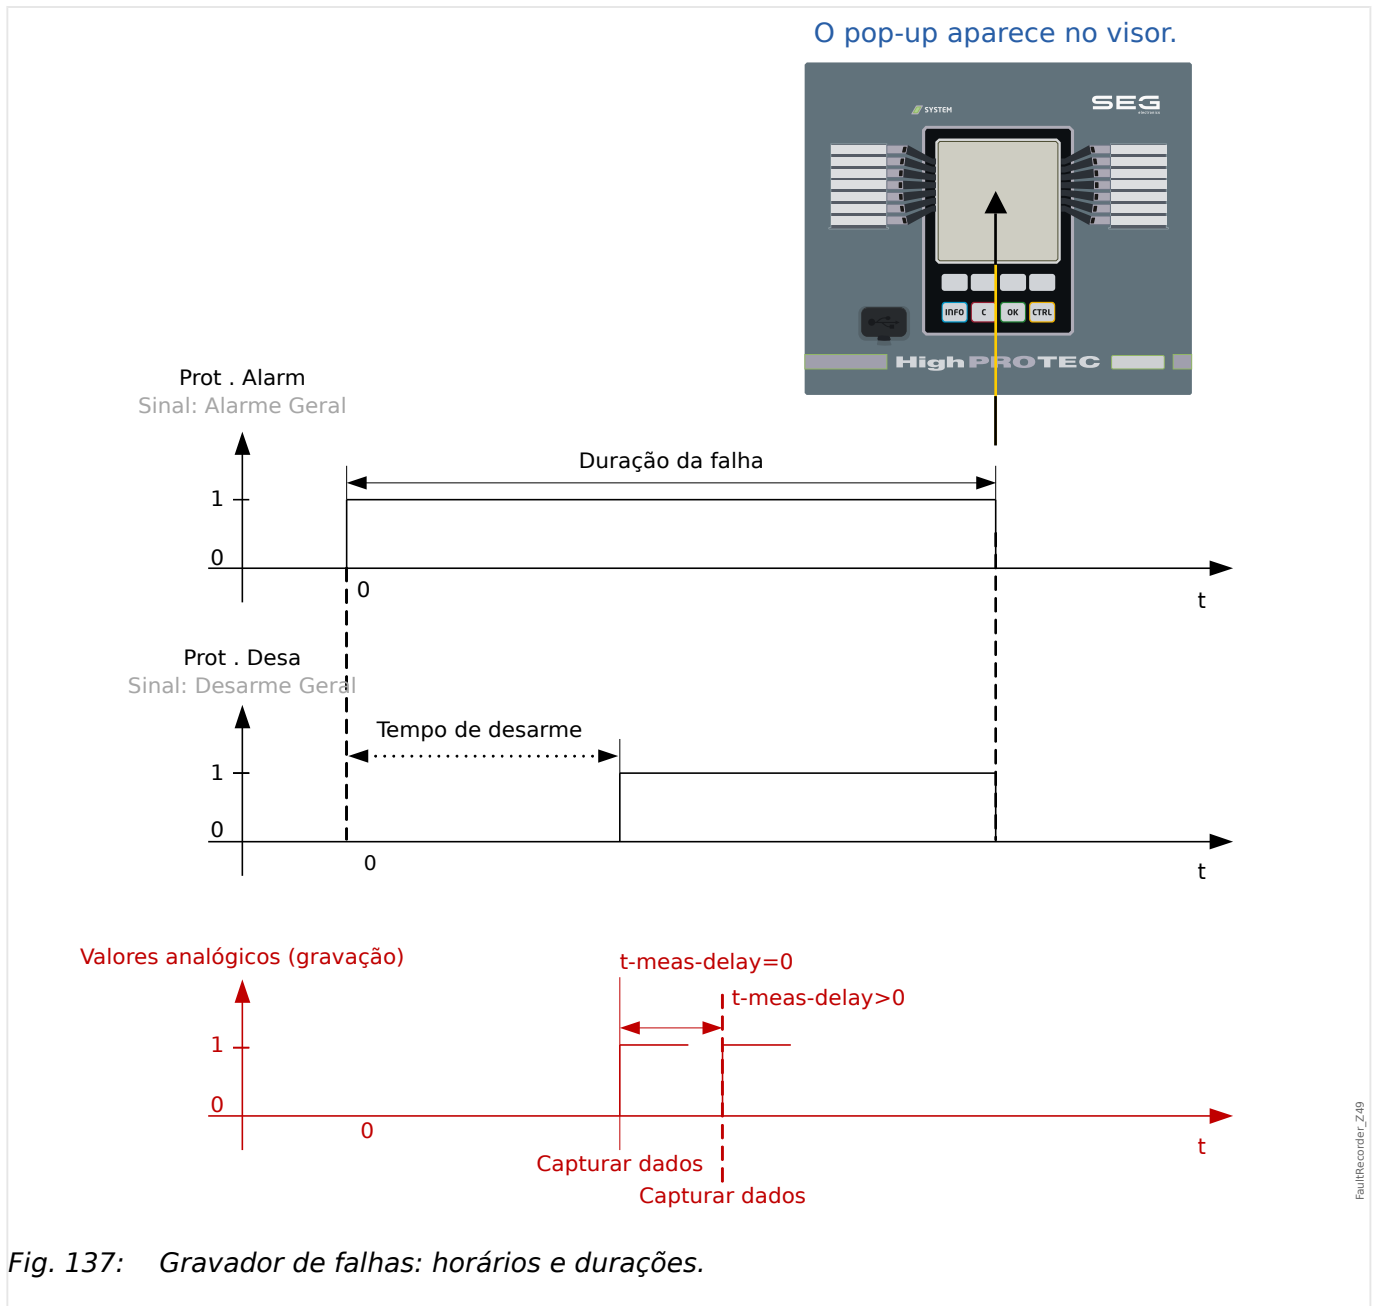 O pop-up aparece no visor.
SYSTEM
SEG
electronics
INFO
C
OK
CTRL
HighPROTEC
Prot . Alarm
Sinal: Alarme Geral
Duração da falha
1
0
0
t
Prot . Desa
Sinal: Desarme Geral
Tempo de desarme
1
0
0
t
Valores analógicos (gravação)
t-meas-delay=0
t-meas-delay>0
1
0
0
t
Capturar dados
Capturar dados
FaultRecorder_Z49
Fig. 137: Gravador de falhas: horários e durações.